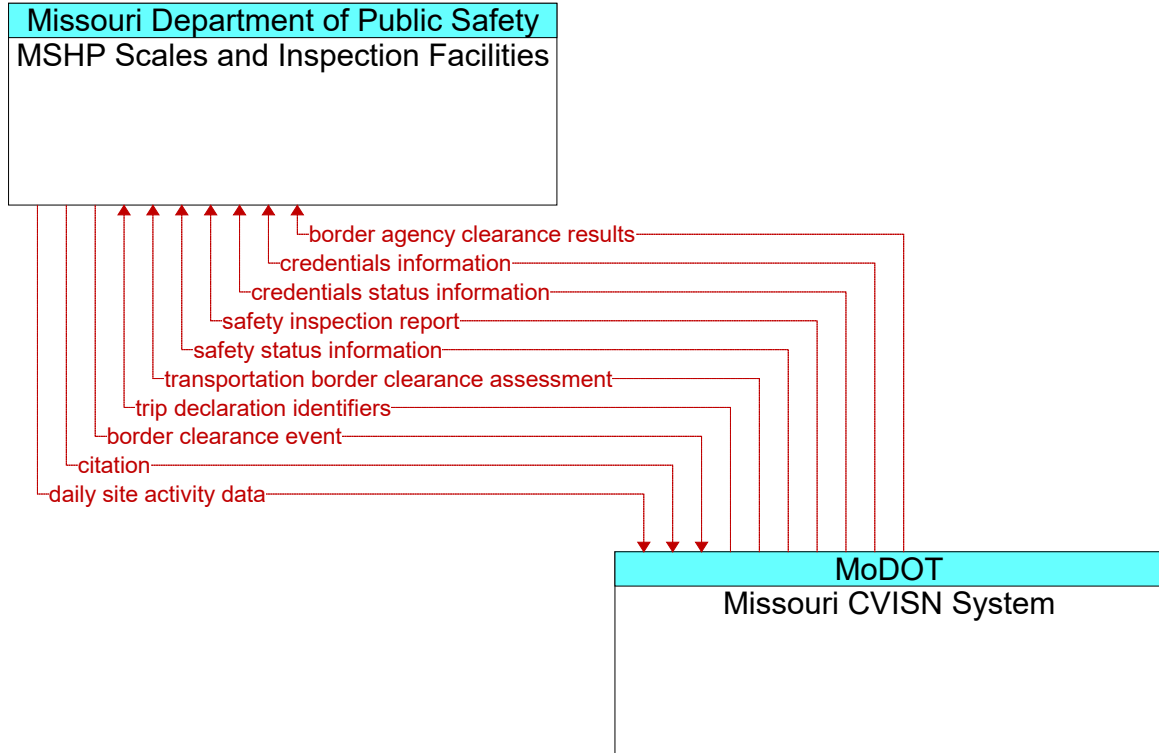 Missouri Department of Public Safety
MSHP Scales and Inspection Facilities
border agency clearance results
credentials information
credentials status information
safety inspection report
safety status information
transportation border clearance assessment
trip declaration identifiers
border clearance event
citation
daily site activity data
MoDOT
Missouri CVISN System